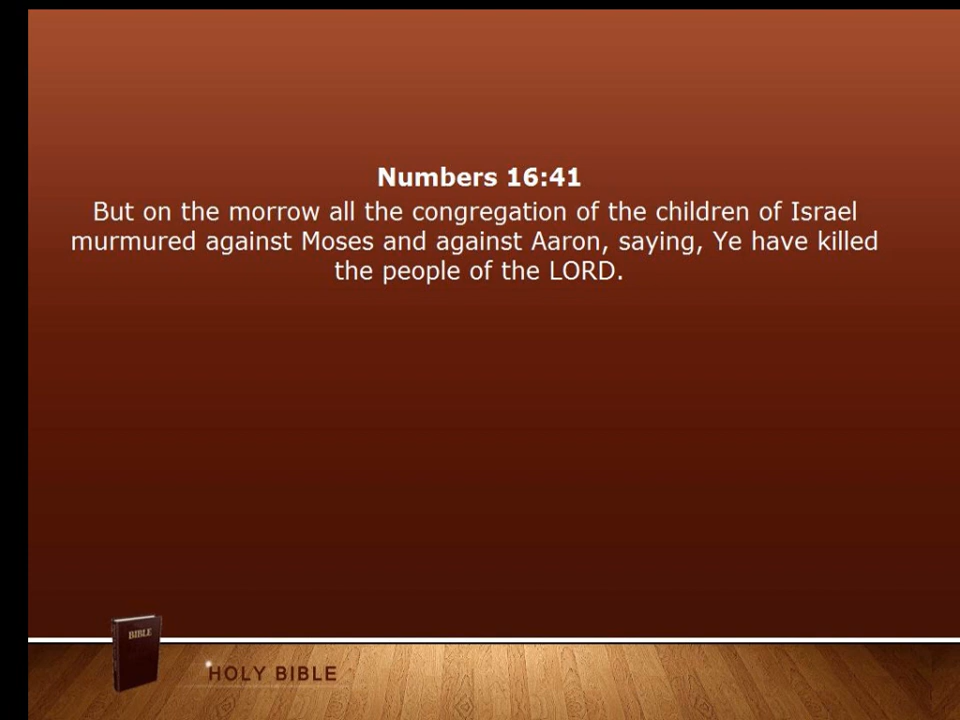 Numbers 16:41
But on the morrow all the congregation of the children of Israel
murmured against Moses and against Aaron, saying, Ye have killed
the people of the LORD.
BIBLE
HOLY BIBLE